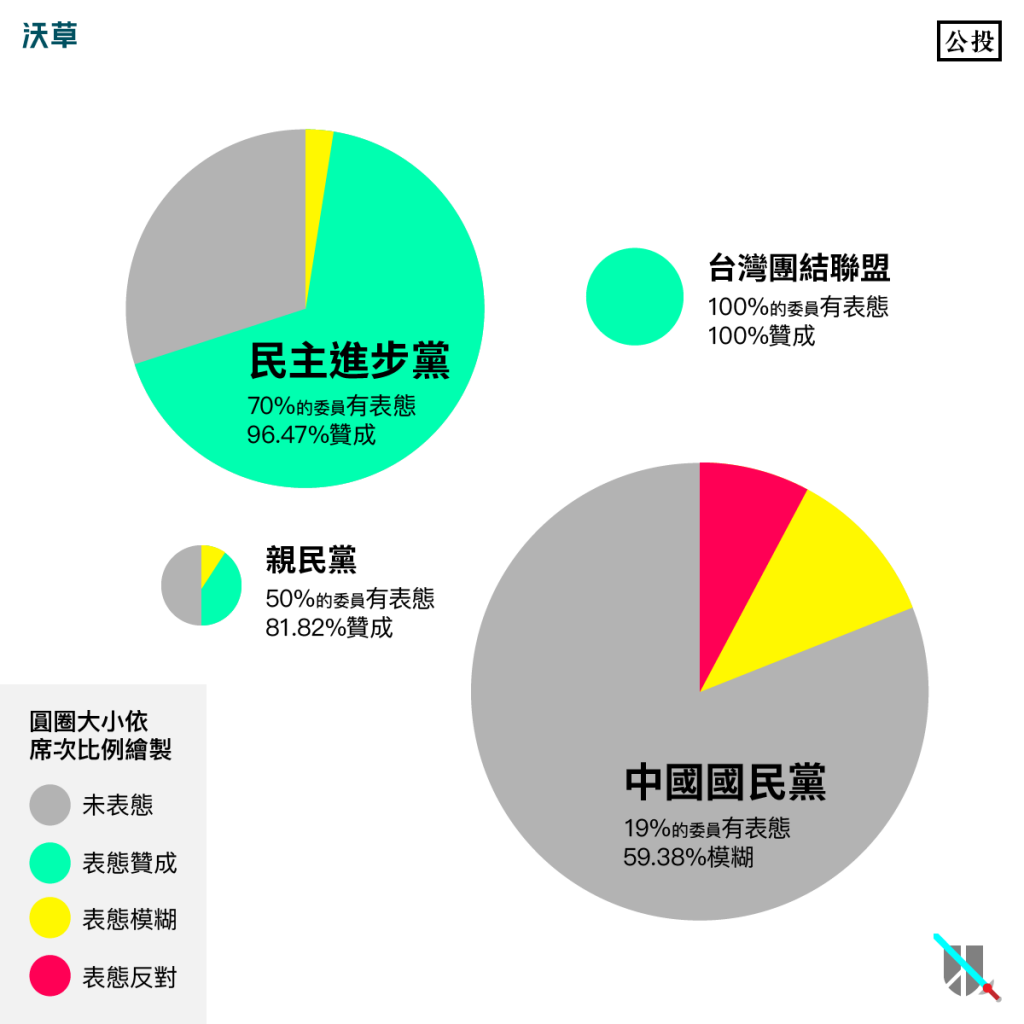 沃草
公投
民主進步黨
70%的委員有表態
96.47%贊成
台灣團結聯盟
100%的委員有表態
100%贊成
親民黨
50%的委員有表態
81.82%贊成
中國國民黨
19%的委員有表態
59.38%模糊
圓圈大小依
席次比例繪製
未表態
表態贊成
表態模糊
表態反對